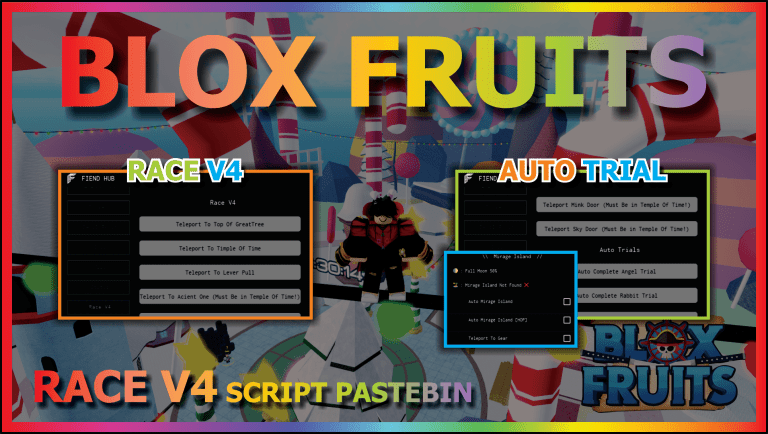 BLOX FRUITS
RACE V4
FIEND HUB
Race V4
Teleport To Top Of GreatTree
Teleport To Timple Of Time
Teleport To Lever Pull
Teleport To Acient One (Must Be in Temple Of Time!)
AUTO TRIAL
FIEND
Teleport Mink Door (Must Be in Temple Of Time!)
Teleport Sky Door (Must Be in Temple Of Time!)
Auto Trials
Auto Complete Angel Trial
Auto Complete Rabbit Trial
\\ Mirage Island //
Full Moon 50%
Mirage Island Not Found ❌
Auto Mirage Island
Auto Mirage Island [HOP]
Teleport To Gear
:30:14
BLOX
FRUITS
RACE V4 SCRIPT PASTEBIN